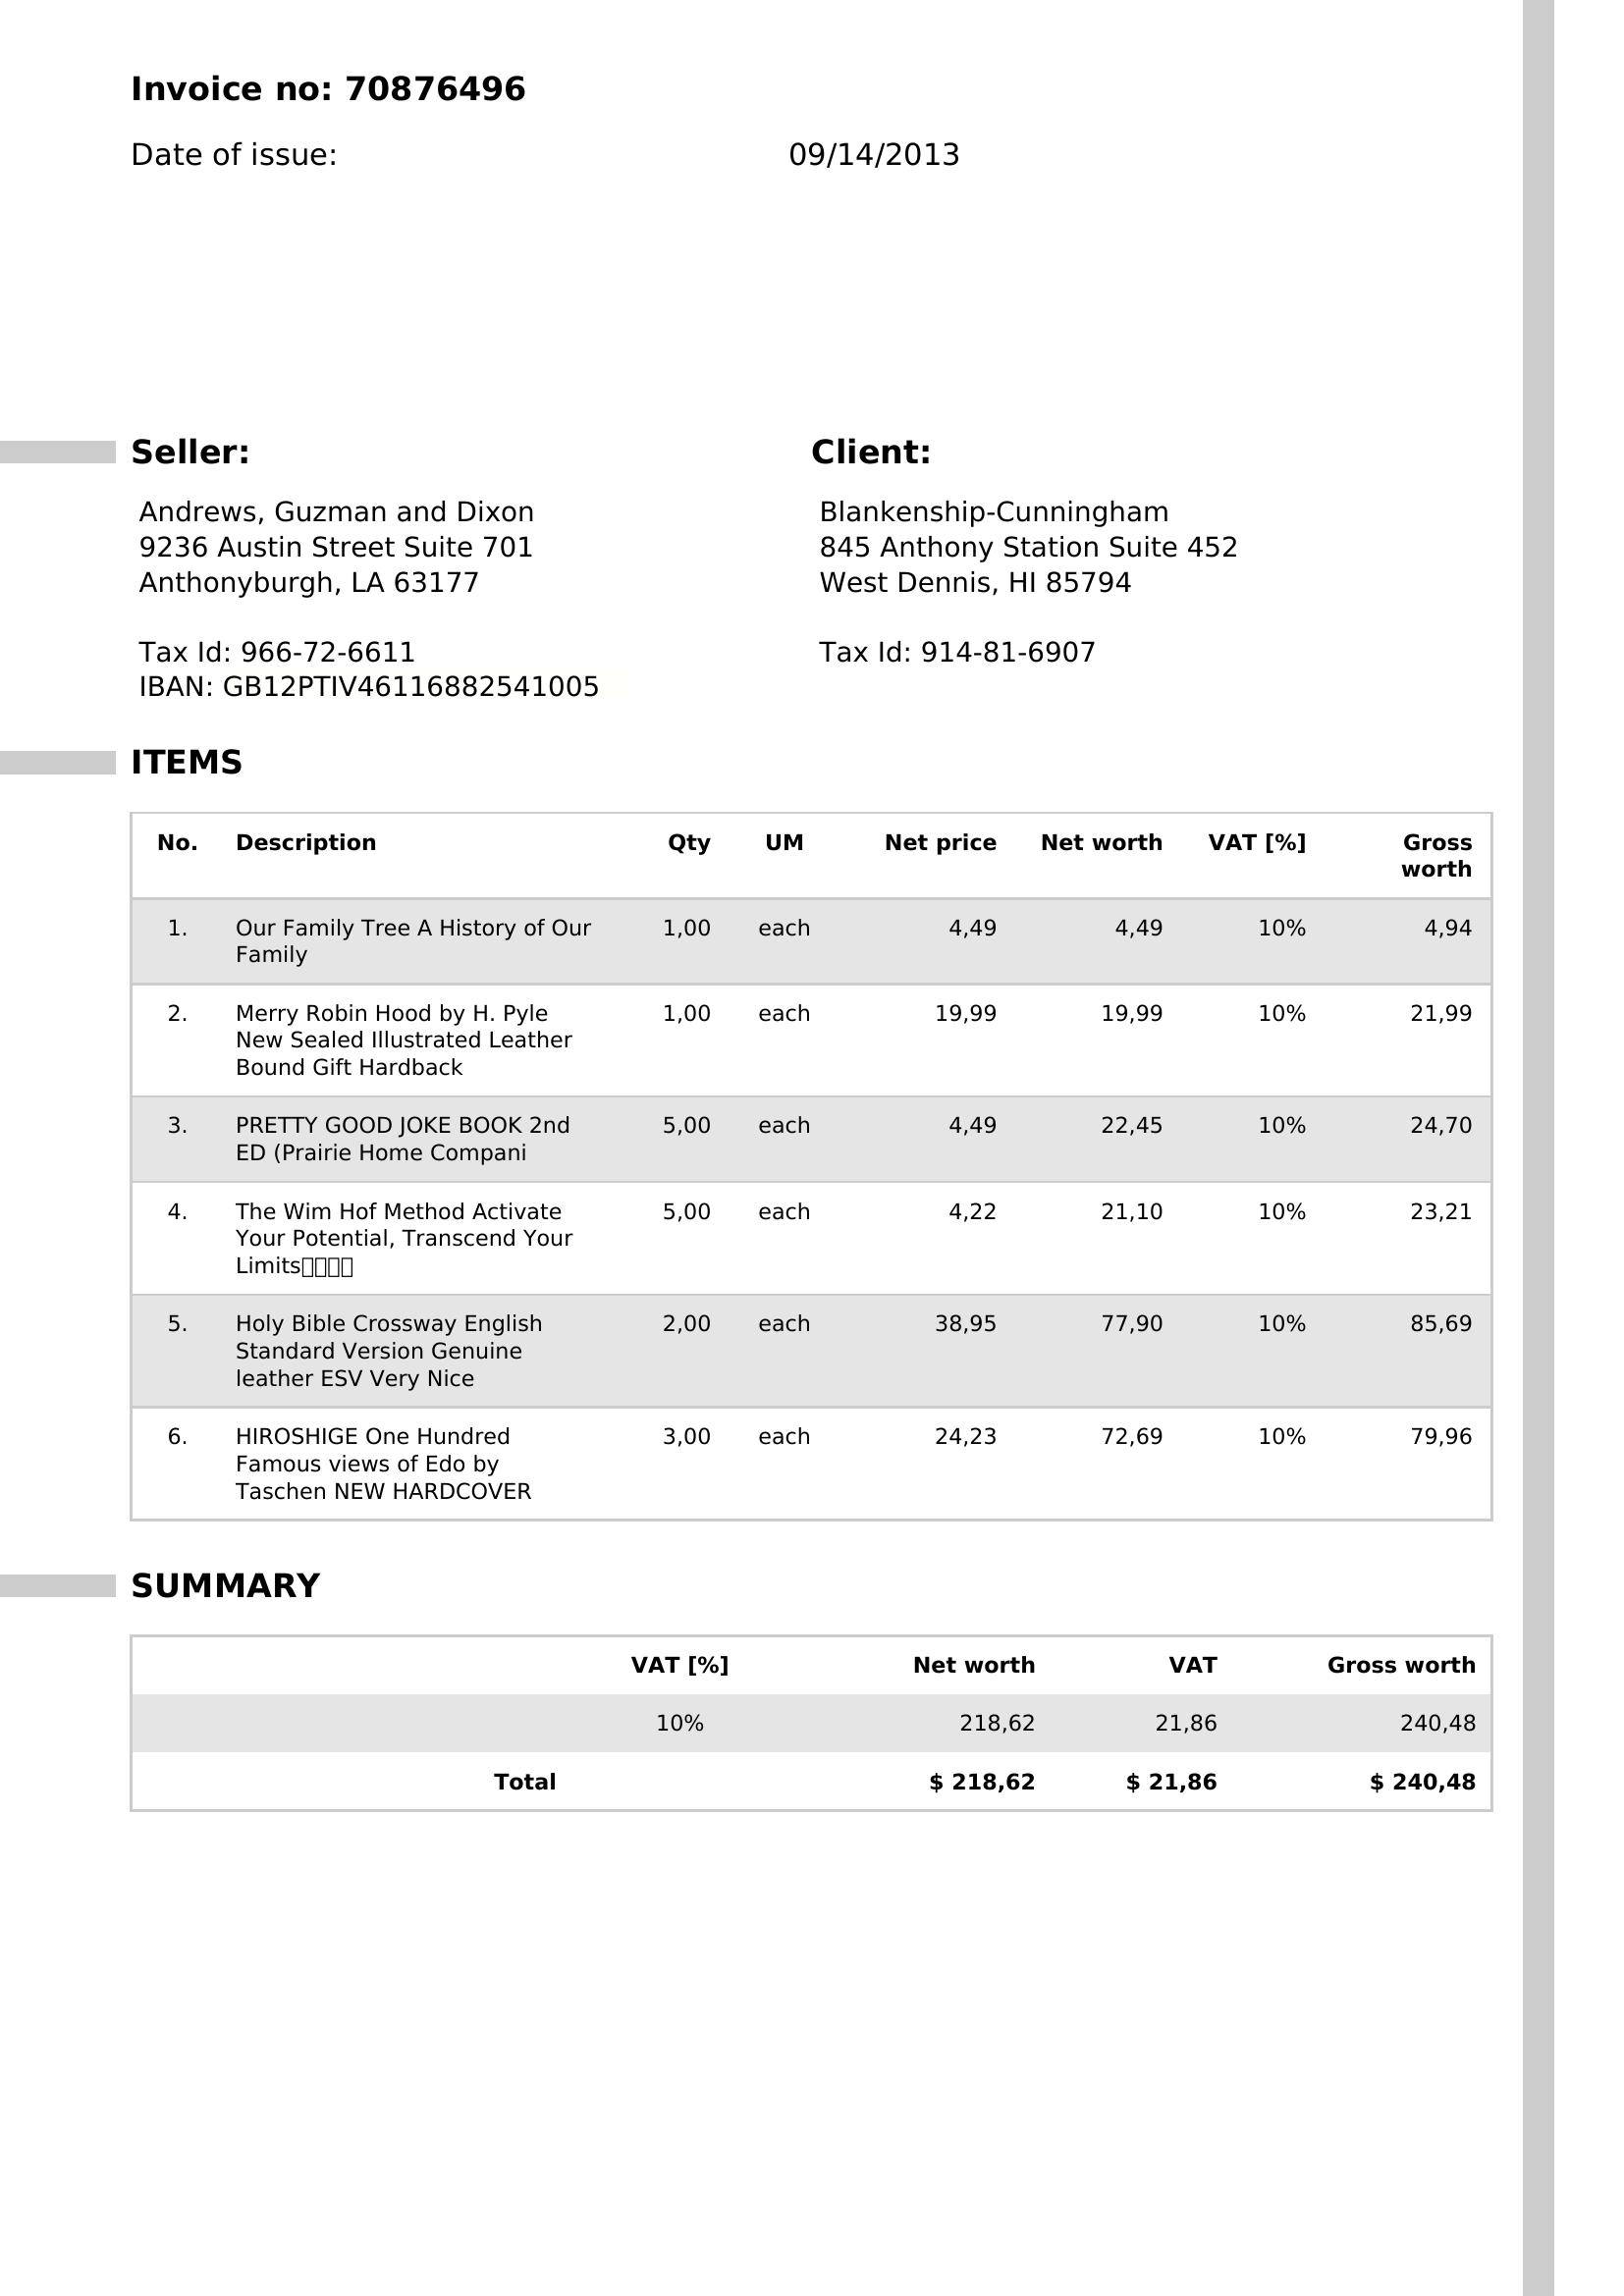 Invoice no: 70876496
Date of issue: 09/14/2013
Seller:
Andrews, Guzman and Dixon
9236 Austin Street Suite 701
Anthonyburgh, LA 63177
Tax Id: 966-72-6611
IBAN: GB12PTIV46116882541005
Client:
Blankenship-Cunningham
845 Anthony Station Suite 452
West Dennis, HI 85794
Tax Id: 914-81-6907
ITEMS
No. Description Qty UM Net price Net worth VAT [%] Gross
worth
1. Our Family Tree A History of Our 1,00 each 4,49 4,49 10% 4,94
Family
2. Merry Robin Hood by H. Pyle 1,00 each 19,99 19,99 10% 21,99
New Sealed Illustrated Leather
Bound Gift Hardback
3. PRETTY GOOD JOKE BOOK 2nd 5,00 each 4,49 22,45 10% 24,70
ED (Prairie Home Compani
4. The Wim Hof Method Activate 5,00 each 4,22 21,10 10% 23,21
Your Potential, Transcend Your
Limits
5. Holy Bible Crossway English 2,00 each 38,95 77,90 10% 85,69
Standard Version Genuine
leather ESV Very Nice
6. HIROSHIGE One Hundred 3,00 each 24,23 72,69 10% 79,96
Famous views of Edo by
Taschen NEW HARDCOVER
SUMMARY
VAT [%] Net worth VAT Gross worth
10% 218,62 21,86 240,48
Total $ 218,62 $ 21,86 $ 240,48